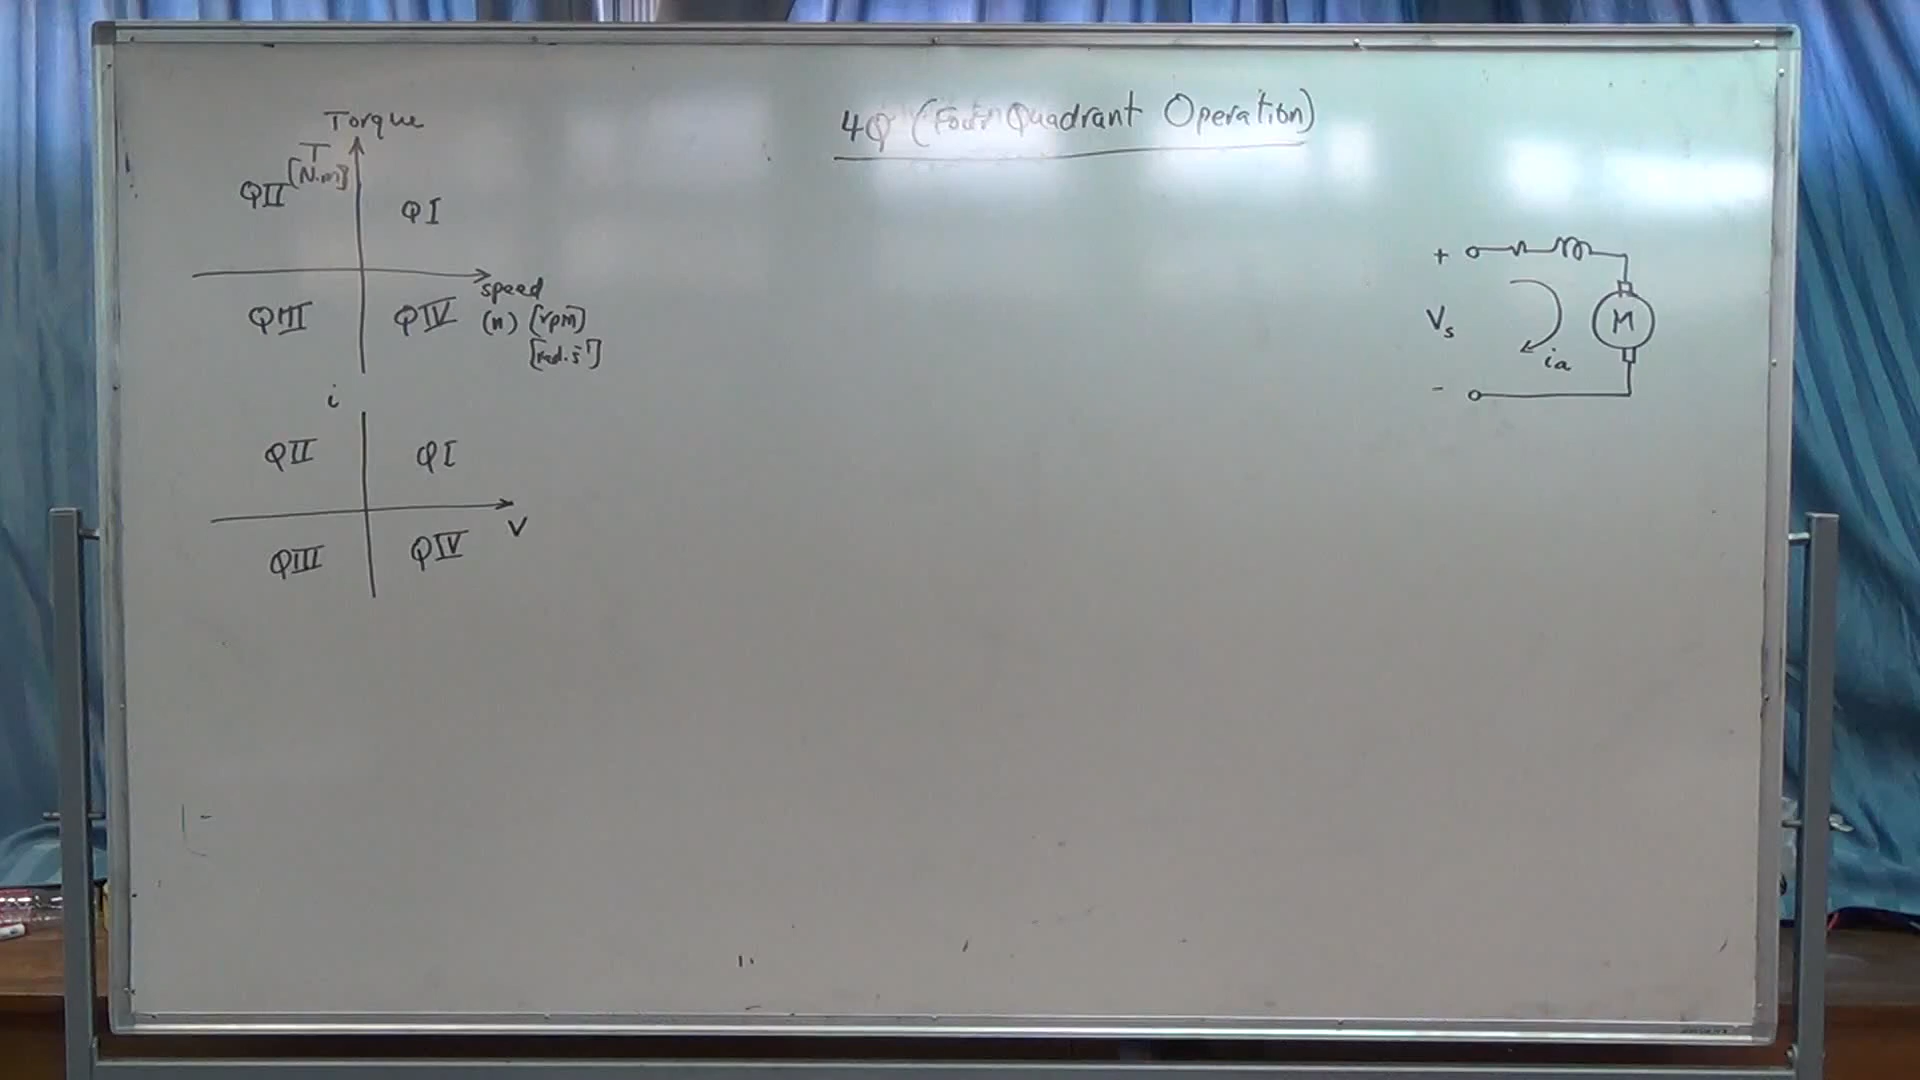 4Q (Four Quadrant Operation)
Torque
T
[N.m]
QII
QI
speed
QIII
QIV
(n) [rpm]
[rad.s⁻¹]
i
QII
QI
V
QIII
QIV
+
Vs
M
ia
-